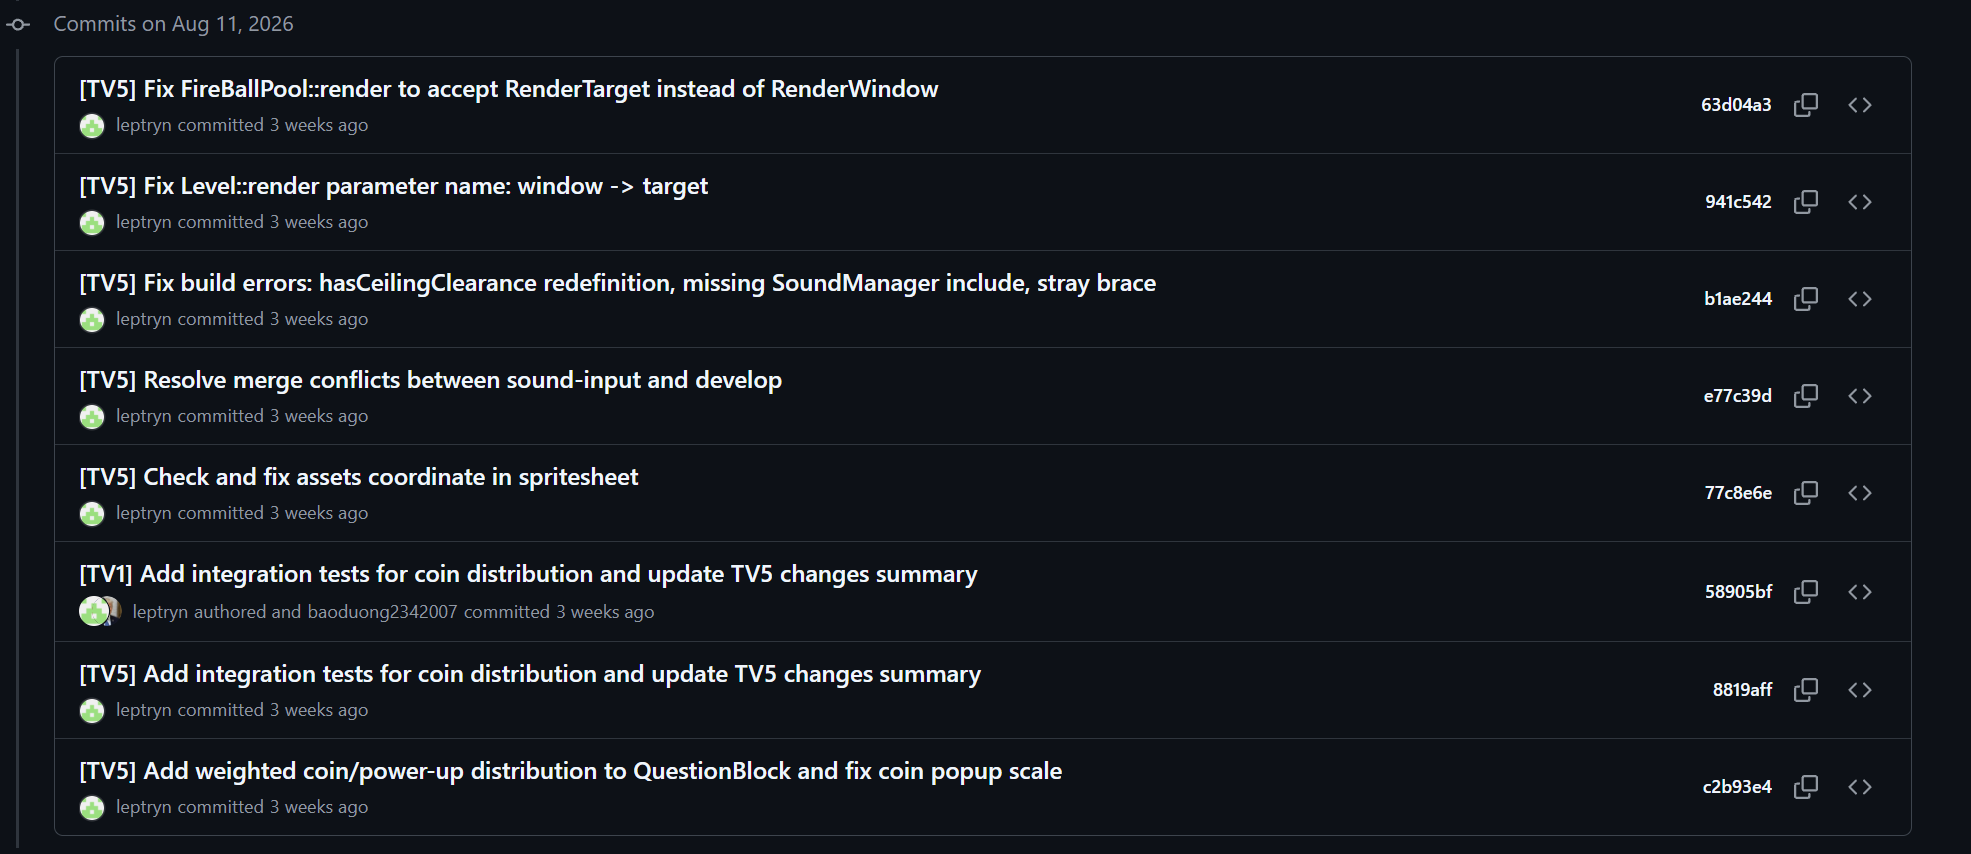 Commits on Aug 11, 2026
[TV5] Fix FireBallPool::render to accept RenderTarget instead of RenderWindow
63d04a3
leptryn committed 3 weeks ago
[TV5] Fix Level::render parameter name: window -> target
941c542
leptryn committed 3 weeks ago
[TV5] Fix build errors: hasCeilingClearance redefinition, missing SoundManager include, stray brace
b1ae244
leptryn committed 3 weeks ago
[TV5] Resolve merge conflicts between sound-input and develop
e77c39d
leptryn committed 3 weeks ago
[TV5] Check and fix assets coordinate in spritesheet
77c8e6e
leptryn committed 3 weeks ago
[TV1] Add integration tests for coin distribution and update TV5 changes summary
58905bf
leptryn authored and baoduong2342007 committed 3 weeks ago
[TV5] Add integration tests for coin distribution and update TV5 changes summary
8819aff
leptryn committed 3 weeks ago
[TV5] Add weighted coin/power-up distribution to QuestionBlock and fix coin popup scale
c2b93e4
leptryn committed 3 weeks ago